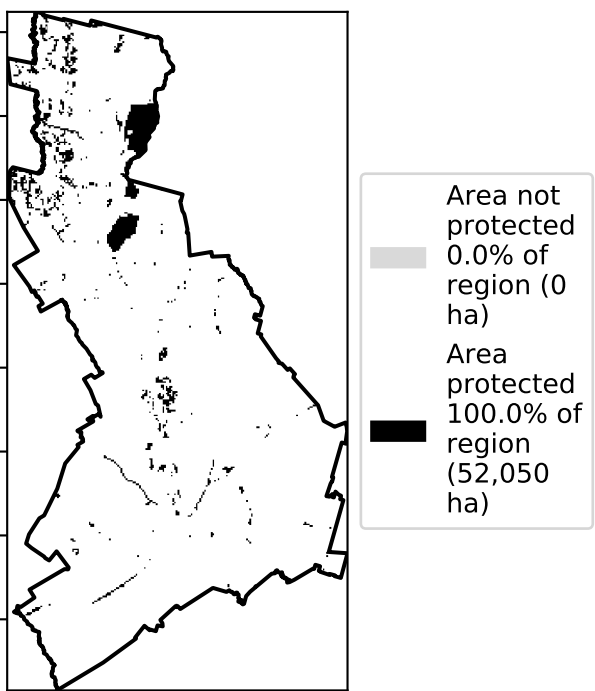 Area not
protected
0.0% of
region (0
ha)
Area
protected
100.0% of
region
(52,050
ha)